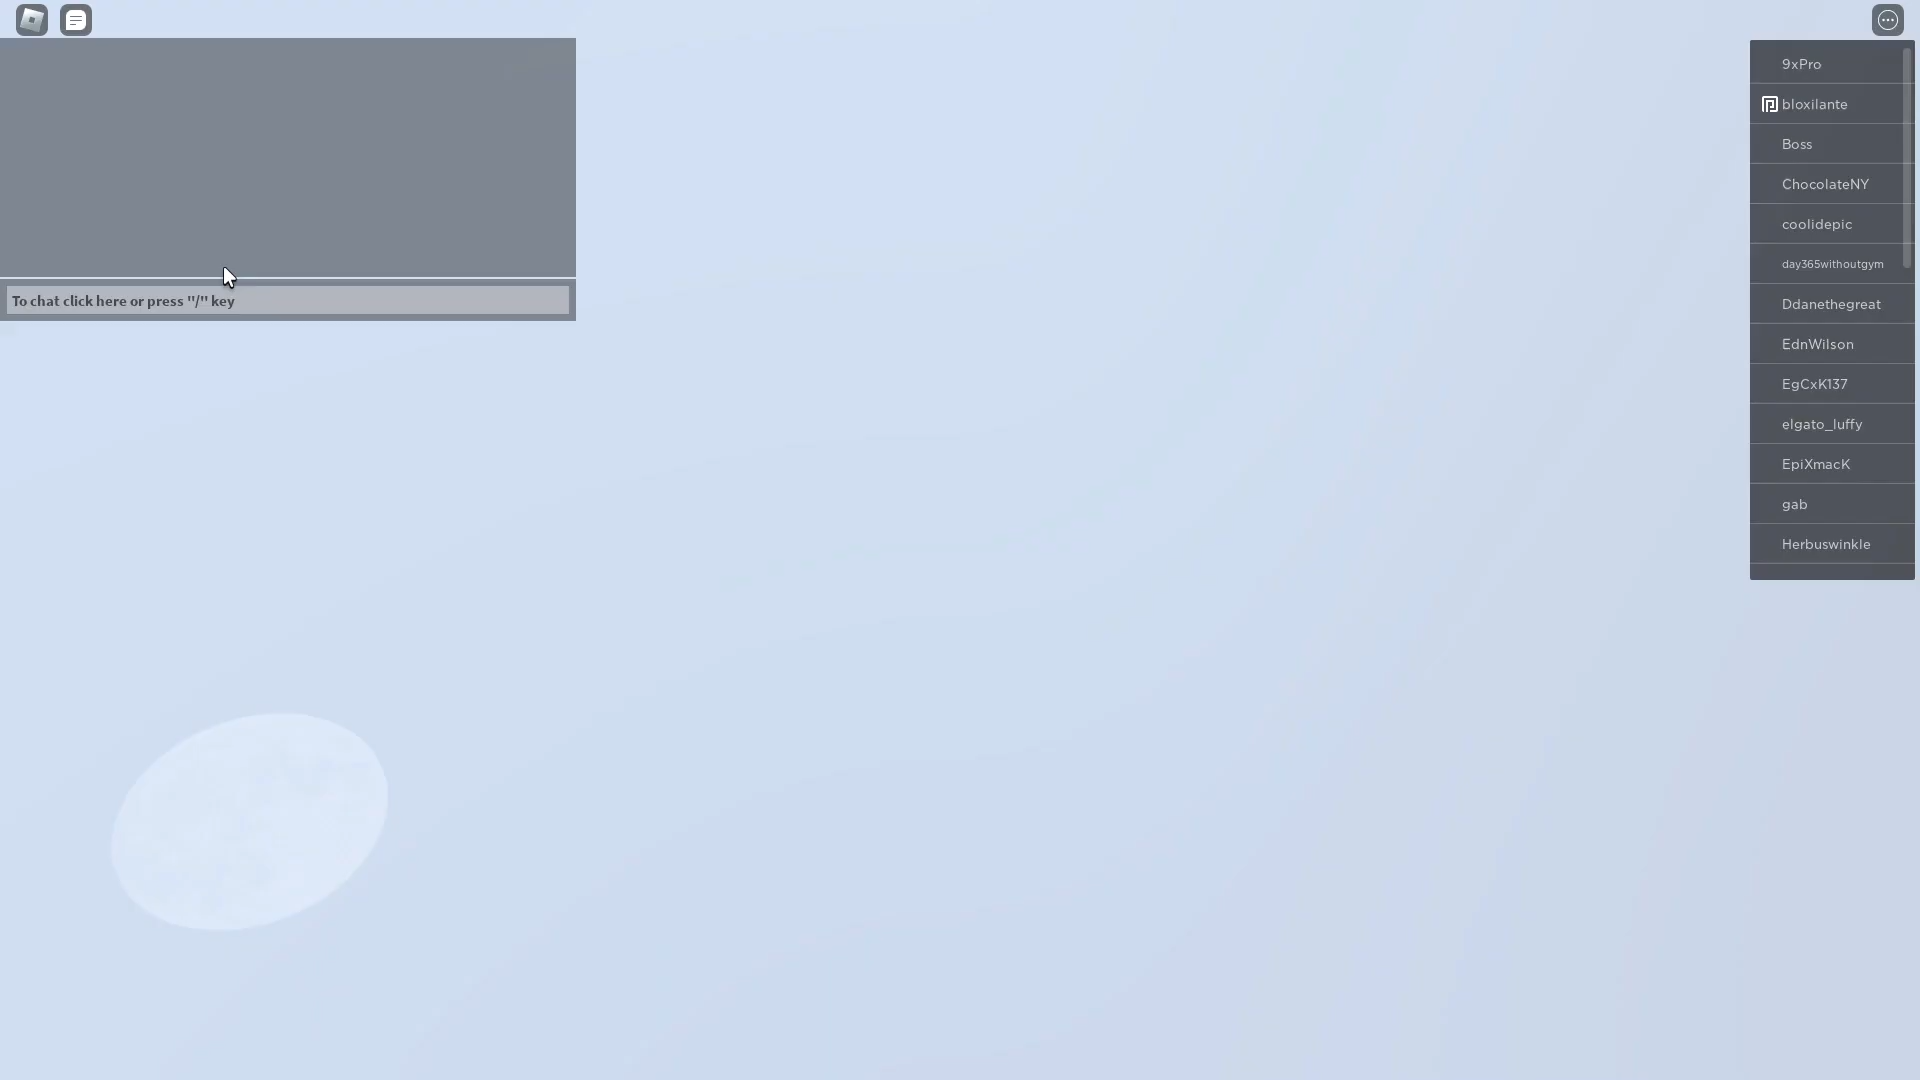 To chat click here or press "/" key
9xPro
bloxilante
Boss
ChocolateNY
coolidepic
day365withoutgym
Ddanethegreat
EdnWilson
EgCxK137
elgato_luffy
EpiXmacK
gab
Herbuswinkle